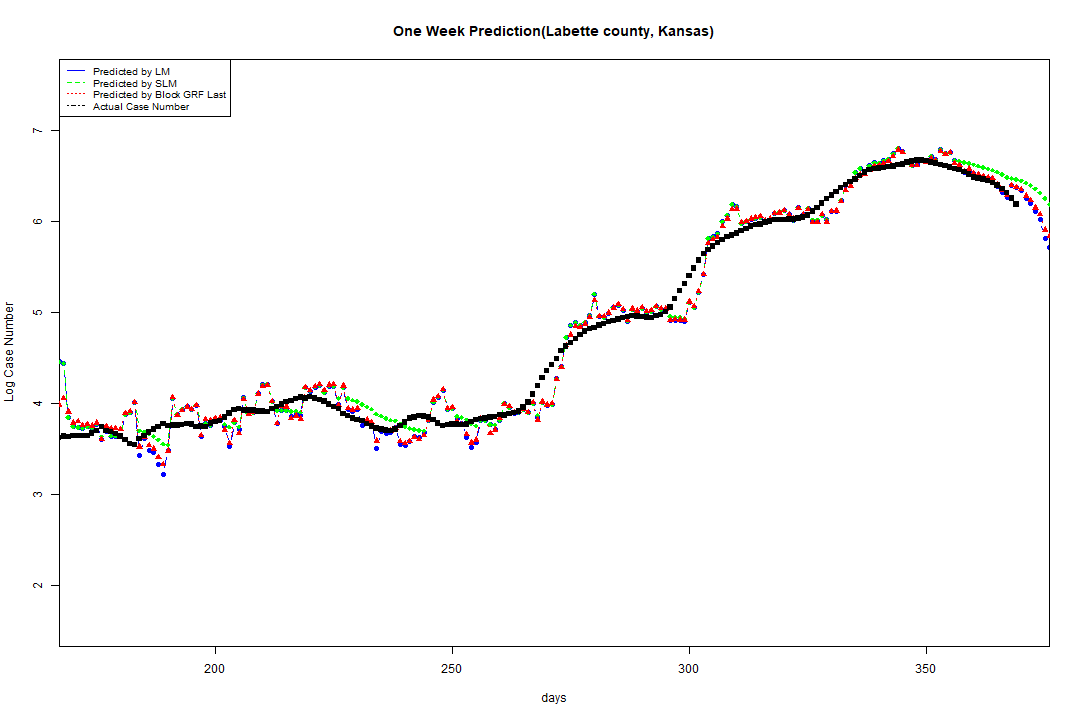 One Week Prediction(Labette county, Kansas)
Predicted by LM
Predicted by SLM
Predicted by Block GRF Last
Actual Case Number
7
6
5
4
3
2
Log Case Number
200
250
300
350
days